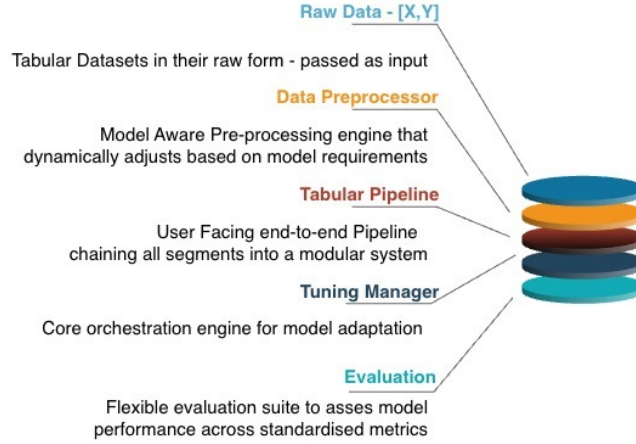 Raw Data - [X,Y]
Tabular Datasets in their raw form - passed as input
Data Preprocessor
Model Aware Pre-processing engine that
dynamically adjusts based on model requirements
Tabular Pipeline
User Facing end-to-end Pipeline
chaining all segments into a modular system
Tuning Manager
Core orchestration engine for model adaptation
Evaluation
Flexible evaluation suite to asses model
performance across standardised metrics